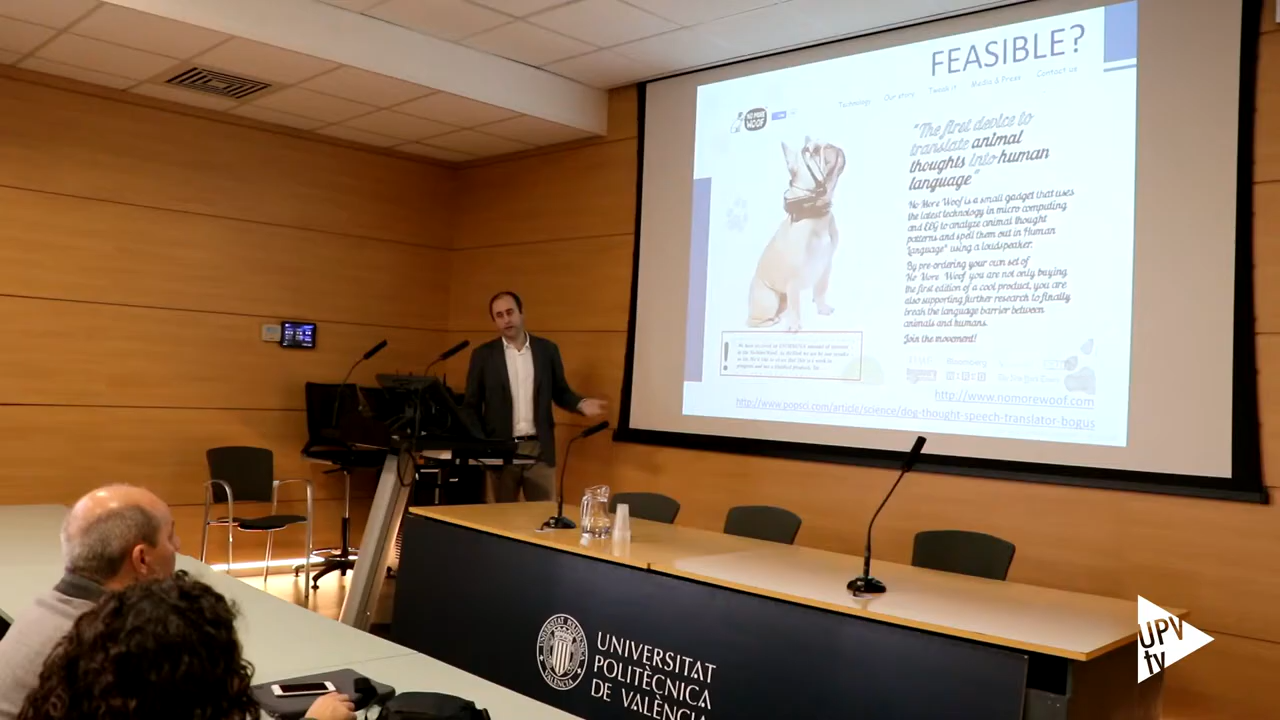 FEASIBLE?
Technology Our story Tweak it Media & Press Contact us
NO MORE WOOF
"The first device to
translate animal
thoughts into human
language"
No More Woof is a small gadget that uses
the latest technology in micro computing
and EEG to analyze animal thought
patterns and spell them out in Human
Language* using a loudspeaker.
By pre-ordering your own set of
No More Woof you are not only buying
the first edition of a cool product, you are
also supporting further research to finally
break the language barrier between
animals and humans.
Join the movement!
Bloomberg
http://www.nomorewoof.com
http://www.popsci.com/article/science/dog-thought-speech-translator-bogus
UNIVERSITAT
POLITÈCNICA
DE VALÈNCIA
UPV
tv